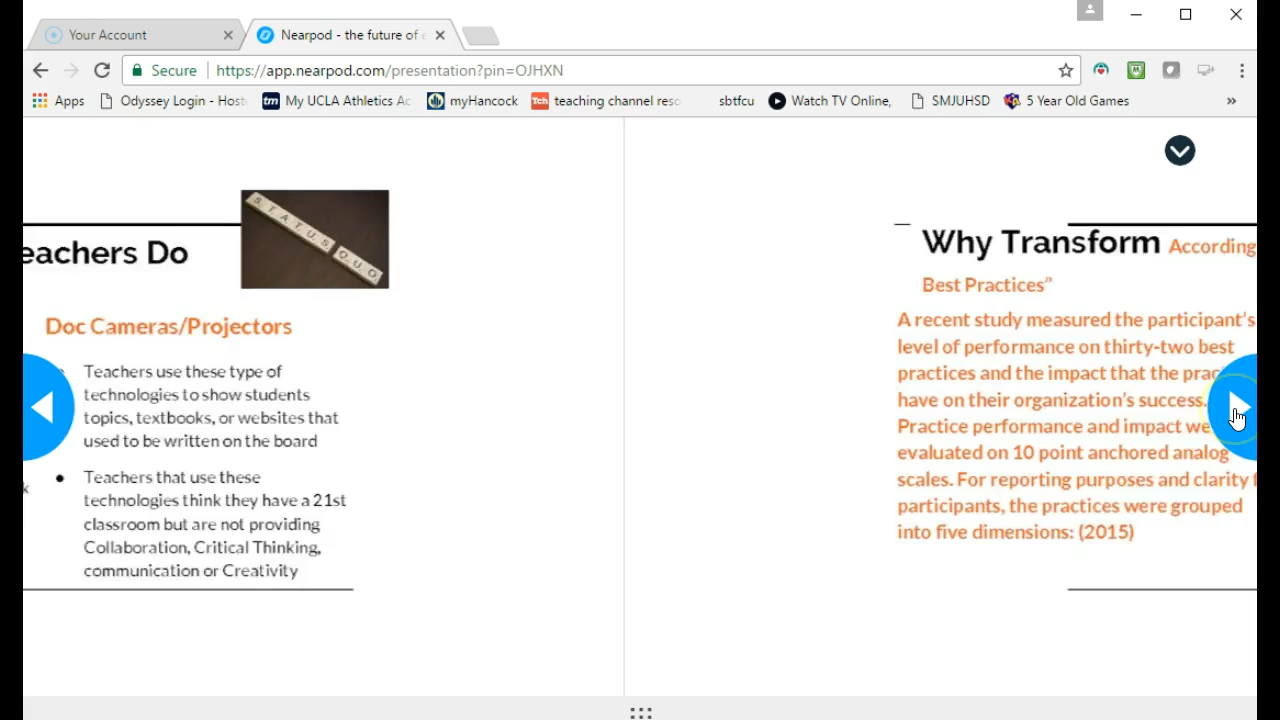 Your Account
Nearpod - the future of e
Secure
https://app.nearpod.com/presentation?pin=OJHXN
Apps
Odyssey Login - Host
My UCLA Athletics Ac
myHancock
teaching channel reso
sbtfcu
Watch TV Online,
SMJUHSD
5 Year Old Games
»
tm
Tch
STATUS QUO
eachers Do
Doc Cameras/Projectors
Teachers use these type of
technologies to show students
topics, textbooks, or websites that
used to be written on the board
k
● Teachers that use these
technologies think they have a 21st
classroom but are not providing
Collaboration, Critical Thinking,
communication or Creativity
Why Transform According
Best Practices”
A recent study measured the participant's
level of performance on thirty-two best
practices and the impact that the prac
have on their organization's success.
Practice performance and impact we
evaluated on 10 point anchored analog
scales. For reporting purposes and clarity f
participants, the practices were grouped
into five dimensions: (2015)